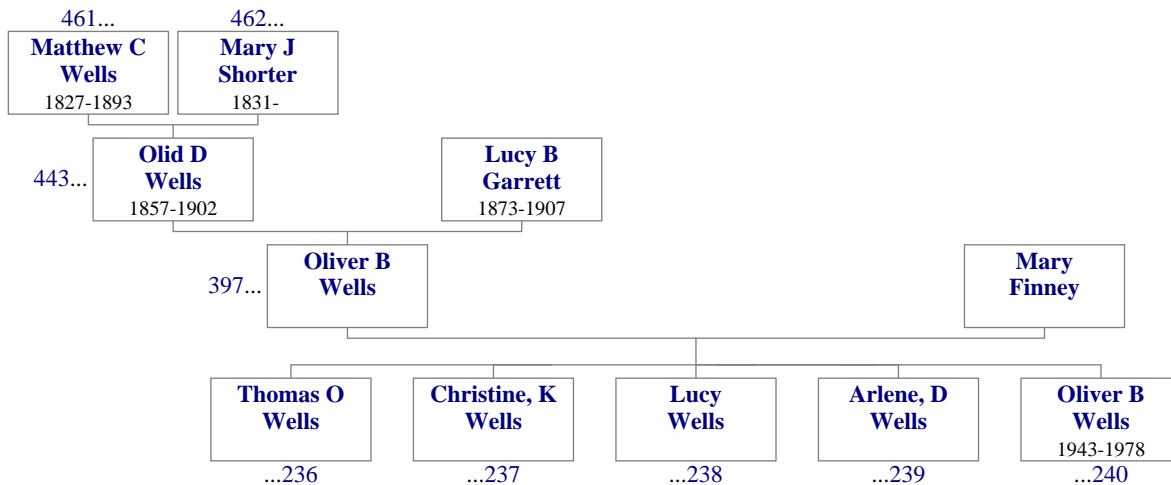 461...
462...
Matthew C
Wells
1827-1893
Mary J
Shorter
1831-
443...
Olid D
Wells
1857-1902
Lucy B
Garrett
1873-1907
397...
Oliver B
Wells
Mary
Finney
Thomas O
Wells
Christine, K
Wells
Lucy
Wells
Arlene, D
Wells
Oliver B
Wells
1943-1978
...236
...237
...238
...239
...240